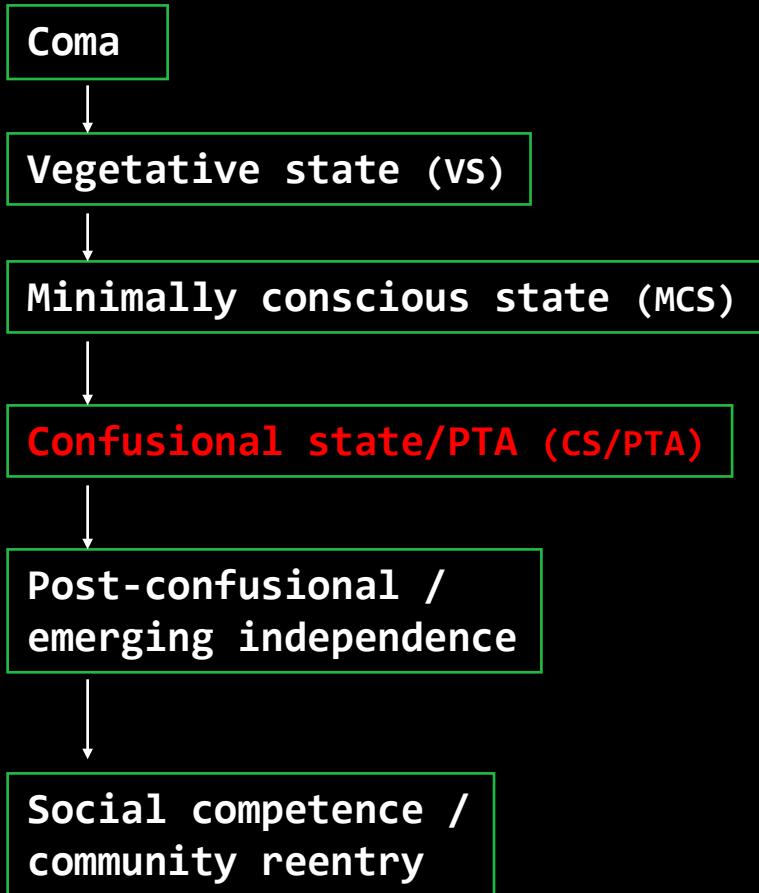 Coma
Vegetative state (VS)
Minimally conscious state (MCS)
Confusional state/PTA (CS/PTA)
Post-confusional /
emerging independence
Social competence /
community reentry